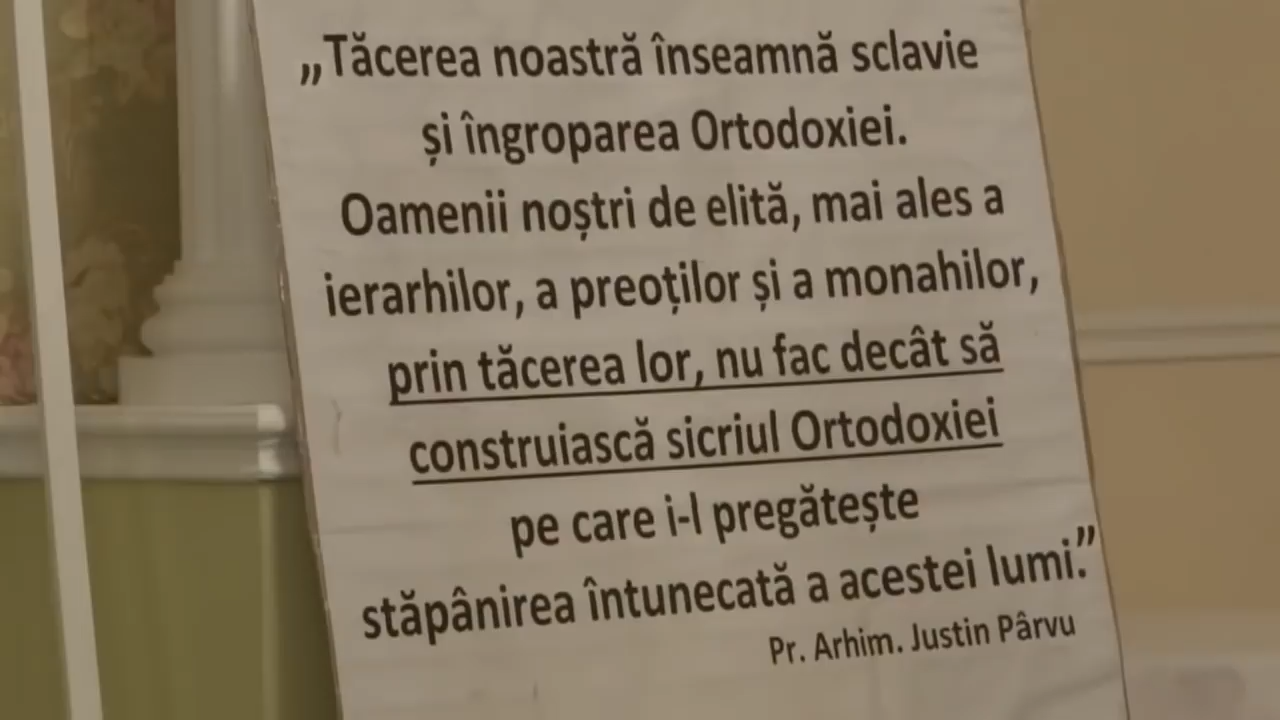 „Tăcerea noastră înseamnă sclavie
și îngroparea Ortodoxiei.
Oamenii noștri de elită, mai ales a
ierarhilor, a preoților și a monahilor,
prin tăcerea lor, nu fac decât să
construiască sicriul Ortodoxiei
pe care i-l pregătește
stăpânirea întunecată a acestei lumi.”
Pr. Arhim. Justin Pârvu